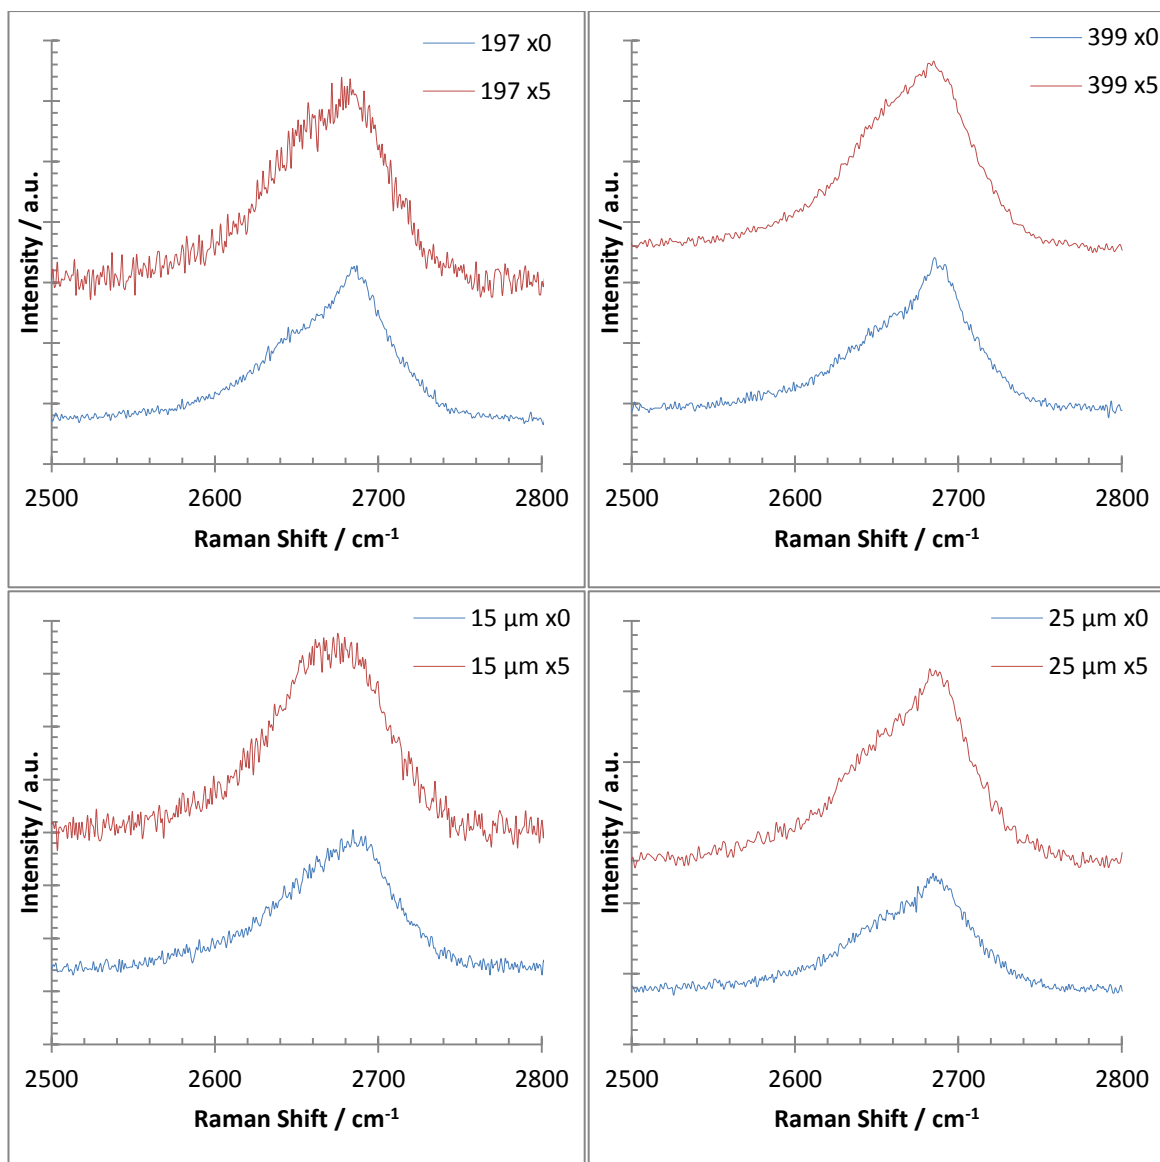 197 x0
197 x5
Intensity / a.u.
2500 2600 2700 2800
Raman Shift / cm⁻¹
399 x0
399 x5
Intensity / a.u.
2500 2600 2700 2800
Raman Shift / cm⁻¹
15 µm x0
15 µm x5
Intensity / a.u.
2500 2600 2700 2800
Raman Shift / cm⁻¹
25 µm x0
25 µm x5
Intenisty / a.u.
2500 2600 2700 2800
Raman Shift / cm⁻¹